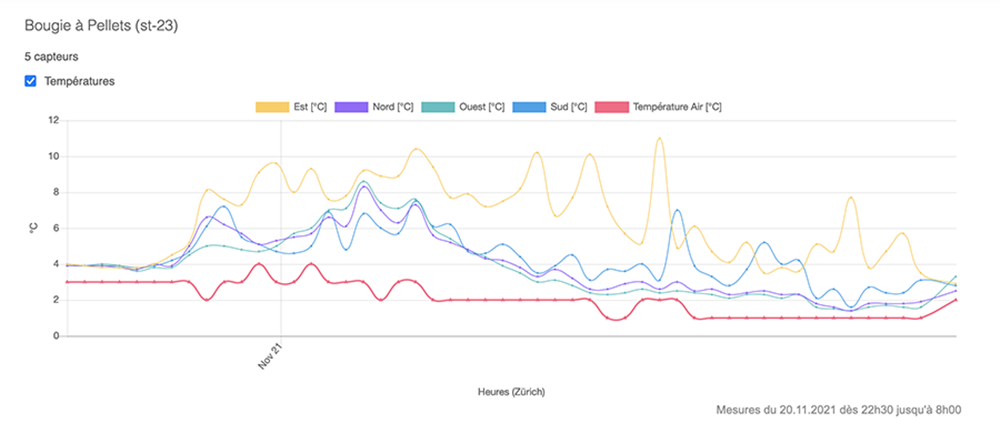 Bougie à Pellets (st-23)
5 capteurs
Températures
Est [°C] Nord [°C] Ouest [°C] Sud [°C] Température Air [°C]
12
10
8
6
4
2
0
°C
Nov 21
Heures (Zürich)
Mesures du 20.11.2021 dès 22h30 jusqu'à 8h00